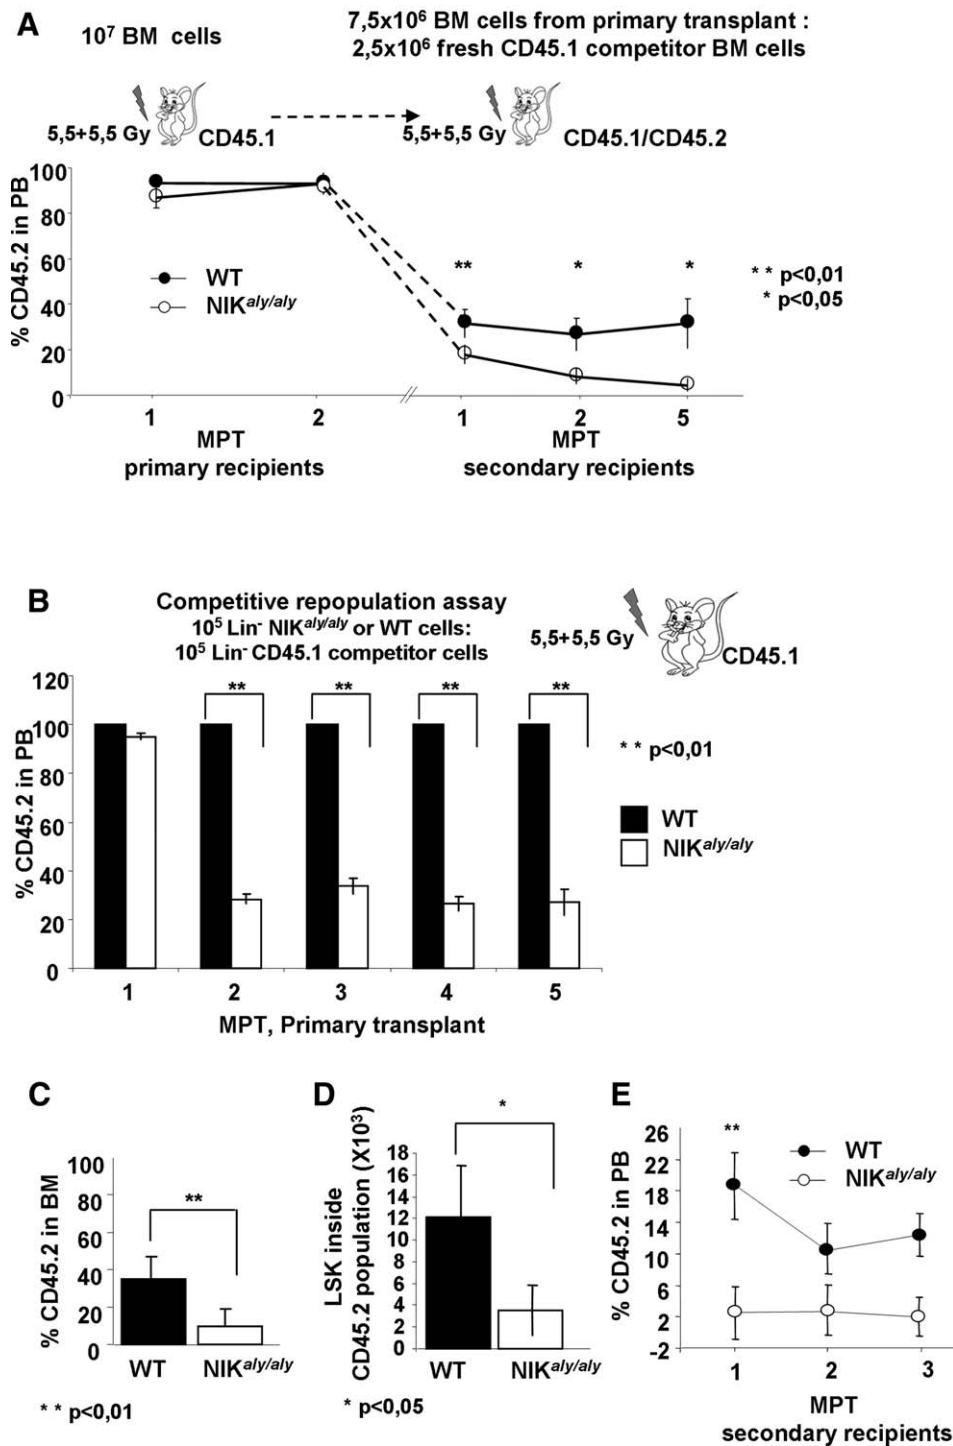 A
10⁷ BM cells
7,5x10⁶ BM cells from primary transplant :
2,5x10⁶ fresh CD45.1 competitor BM cells
5,5+5,5 Gy
CD45.1
5,5+5,5 Gy
CD45.1/CD45.2
% CD45.2 in PB
100
80
60
40
20
0
WT
NIKaly/aly
** * *
* * p<0,01
* p<0,05
1 2 1 2 5
MPT
primary recipients
MPT
secondary recipients
B
Competitive repopulation assay
10⁵ Lin⁻ NIKaly/aly or WT cells:
10⁵ Lin⁻ CD45.1 competitor cells
5,5+5,5 Gy
CD45.1
% CD45.2 in PB
120
100
80
60
40
20
0
** ** ** **
* * p<0,01
WT
NIKaly/aly
1 2 3 4 5
MPT, Primary transplant
C
% CD45.2 in BM
100
80
60
40
20
0
**
WT NIKaly/aly
* * p<0,01
D
LSK inside
CD45.2 population (X10³)
18
16
14
12
10
8
6
4
2
0
*
WT NIKaly/aly
* p<0,05
E
% CD45.2 in PB
26
22
18
14
10
6
2
-2
**
WT
NIKaly/aly
1 2 3
MPT
secondary recipients